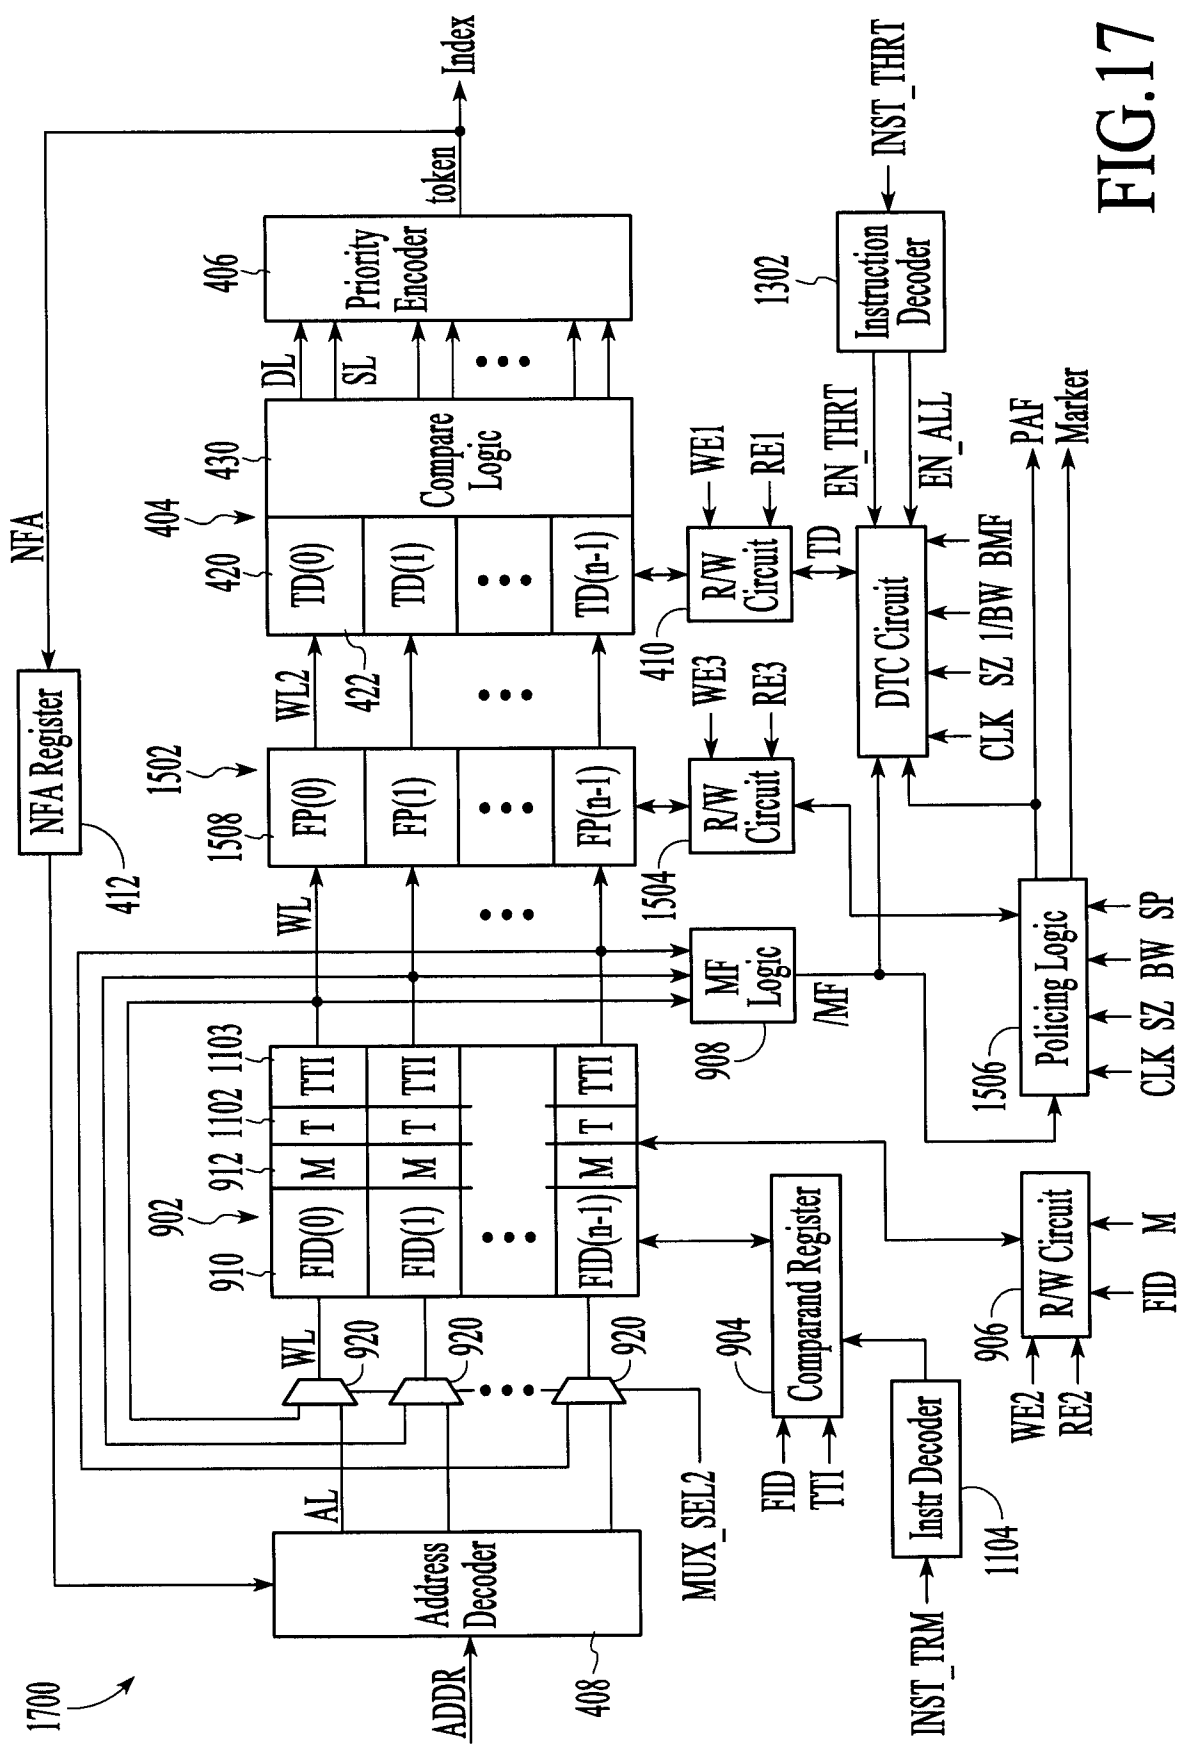 1700
ADDR
Address
Decoder
408
AL
WL
920
920
920
MUX_SEL2
NFA Register
412
NFA
910
902
912
1102
1103
FID(0)
M
T
TTI
FID(1)
M
T
TTI
FID(n-1)
M
T
TTI
WL
1508
1502
FP(0)
FP(1)
FP(n-1)
WL2
422
420
404
430
TD(0)
TD(1)
TD(n-1)
Compare
Logic
DL
SL
406
Priority
Encoder
token
Index
MF
Logic
908
/MF
R/W
Circuit
1504
WE3
RE3
R/W
Circuit
410
WE1
RE1
TD
904
Comparand Register
FID
TTI
Instr Decoder
1104
INST_TRM
906
R/W Circuit
WE2
RE2
FID
M
1506
Policing Logic
CLK
SZ
BW
SP
PAF
Marker
DTC Circuit
CLK
SZ
1/BW
BMF
EN_THRT
EN_ALL
1302
Instruction
Decoder
INST_THRT
FIG.17